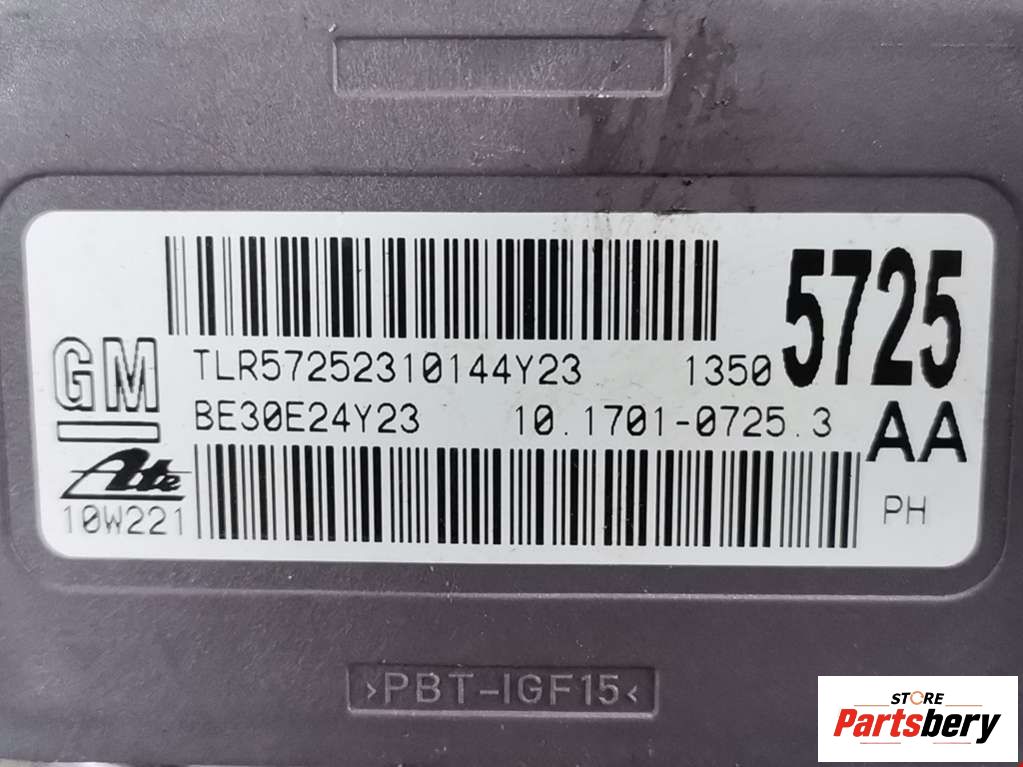 GM
TLR57252310144Y23 1350 5725
BE30E24Y23 10.1701-0725.3 AA
Ate
10W221 PH
>PBT-IGF15<
STORE
Partsbery